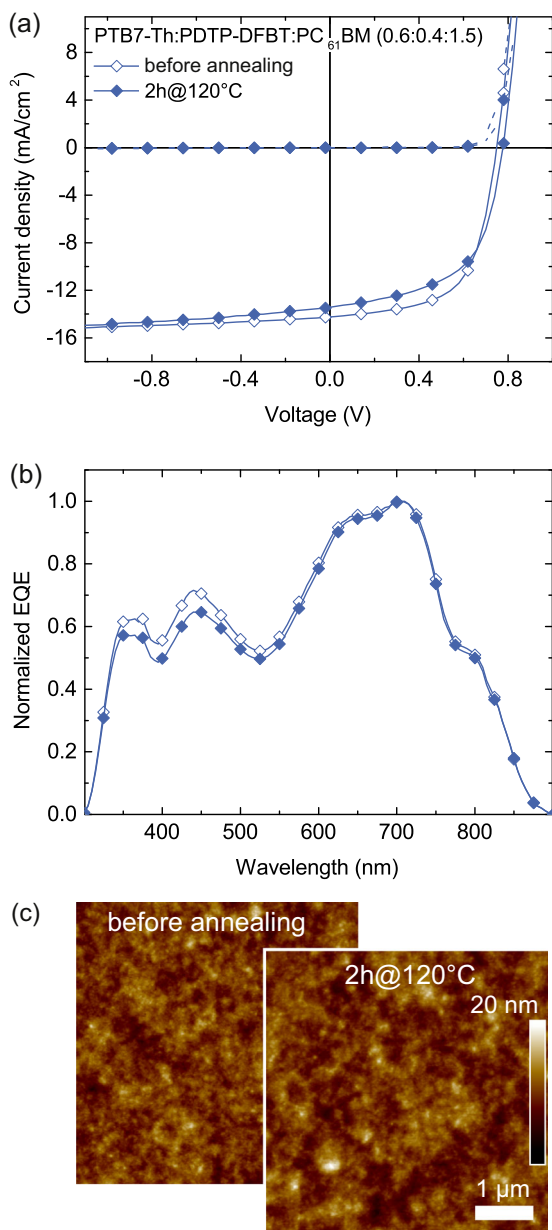 (a)
PTB7-Th:PDTP-DFBT:PC61BM (0.6:0.4:1.5)
before annealing
2h@120°C
8
4
0
-4
-8
-12
-16
Current density (mA/cm²)
-0.8 -0.4 0.0 0.4 0.8
Voltage (V)
(b)
1.0
0.8
0.6
0.4
0.2
0.0
Normalized EQE
400 500 600 700 800
Wavelength (nm)
(c)
before annealing
2h@120°C
20 nm
1 µm